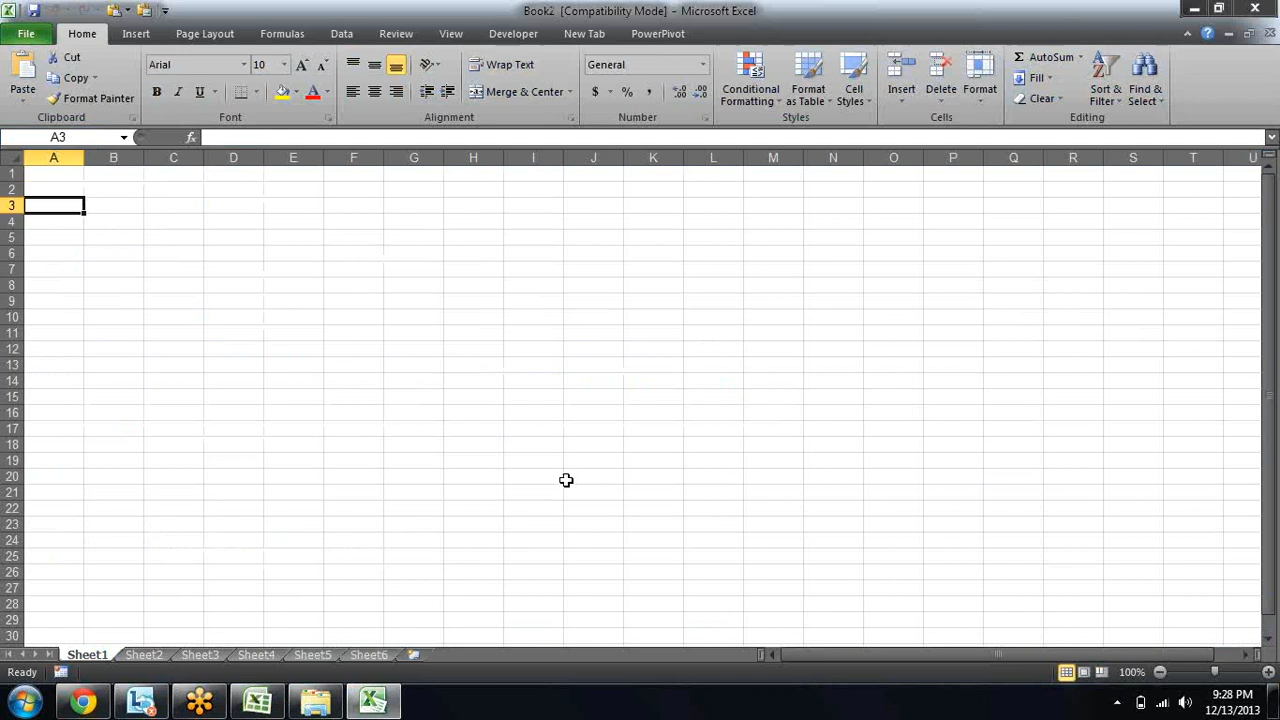 Book2 [Compatibility Mode] - Microsoft Excel
File Home Insert Page Layout Formulas Data Review View Developer New Tab PowerPivot
Paste Cut Copy Format Painter Clipboard
Arial 10 B I U A A A Font
Wrap Text Merge & Center Alignment
General $ % , Number
Conditional Formatting Format as Table Cell Styles Styles
Insert Delete Format Cells
AutoSum Fill Clear Sort & Filter Find & Select Editing
A3 fx
A B C D E F G H I J K L M N O P Q R S T U
1
2
3
4
5
6
7
8
9
10
11
12
13
14
15
16
17
18
19
20
21
22
23
24
25
26
27
28
29
30
Sheet1 Sheet2 Sheet3 Sheet4 Sheet5 Sheet6
Ready 100%
9:28 PM
12/13/2013